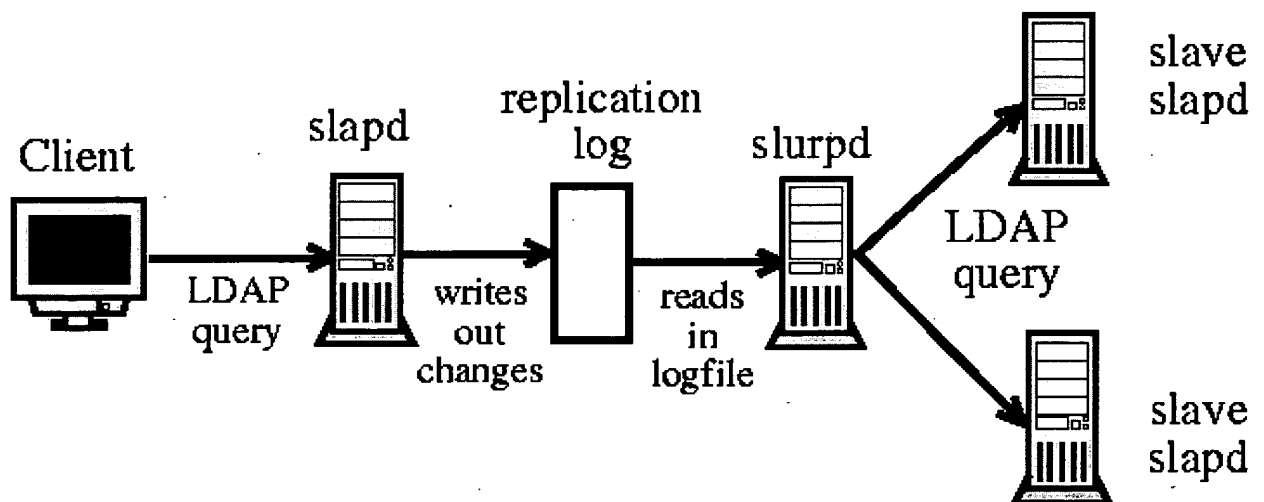 Client
LDAP
query
slapd
writes
out
changes
replication
log
reads
in
logfile
slurpd
LDAP
query
slave
slapd
slave
slapd